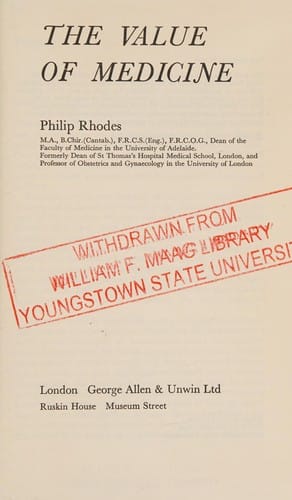 THE VALUE
OF MEDICINE
Philip Rhodes
M.A., B.Chir.(Cantab.), F.R.C.S.(Eng.), F.R.C.O.G., Dean of the
Faculty of Medicine in the University of Adelaide.
Formerly Dean of St Thomas's Hospital Medical School, London, and
Professor of Obstetrics and Gynaecology in the University of London
WITHDRAWN FROM
WILLIAM F. MAAG LIBRARY
YOUNGSTOWN STATE UNIVERSI
London George Allen & Unwin Ltd
Ruskin House Museum Street